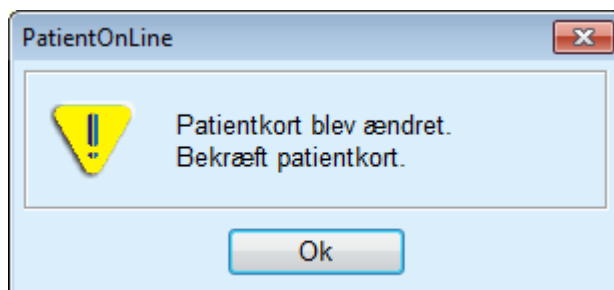 PatientOnLine
Patientkort blev ændret.
Bekræft patientkort.
Ok